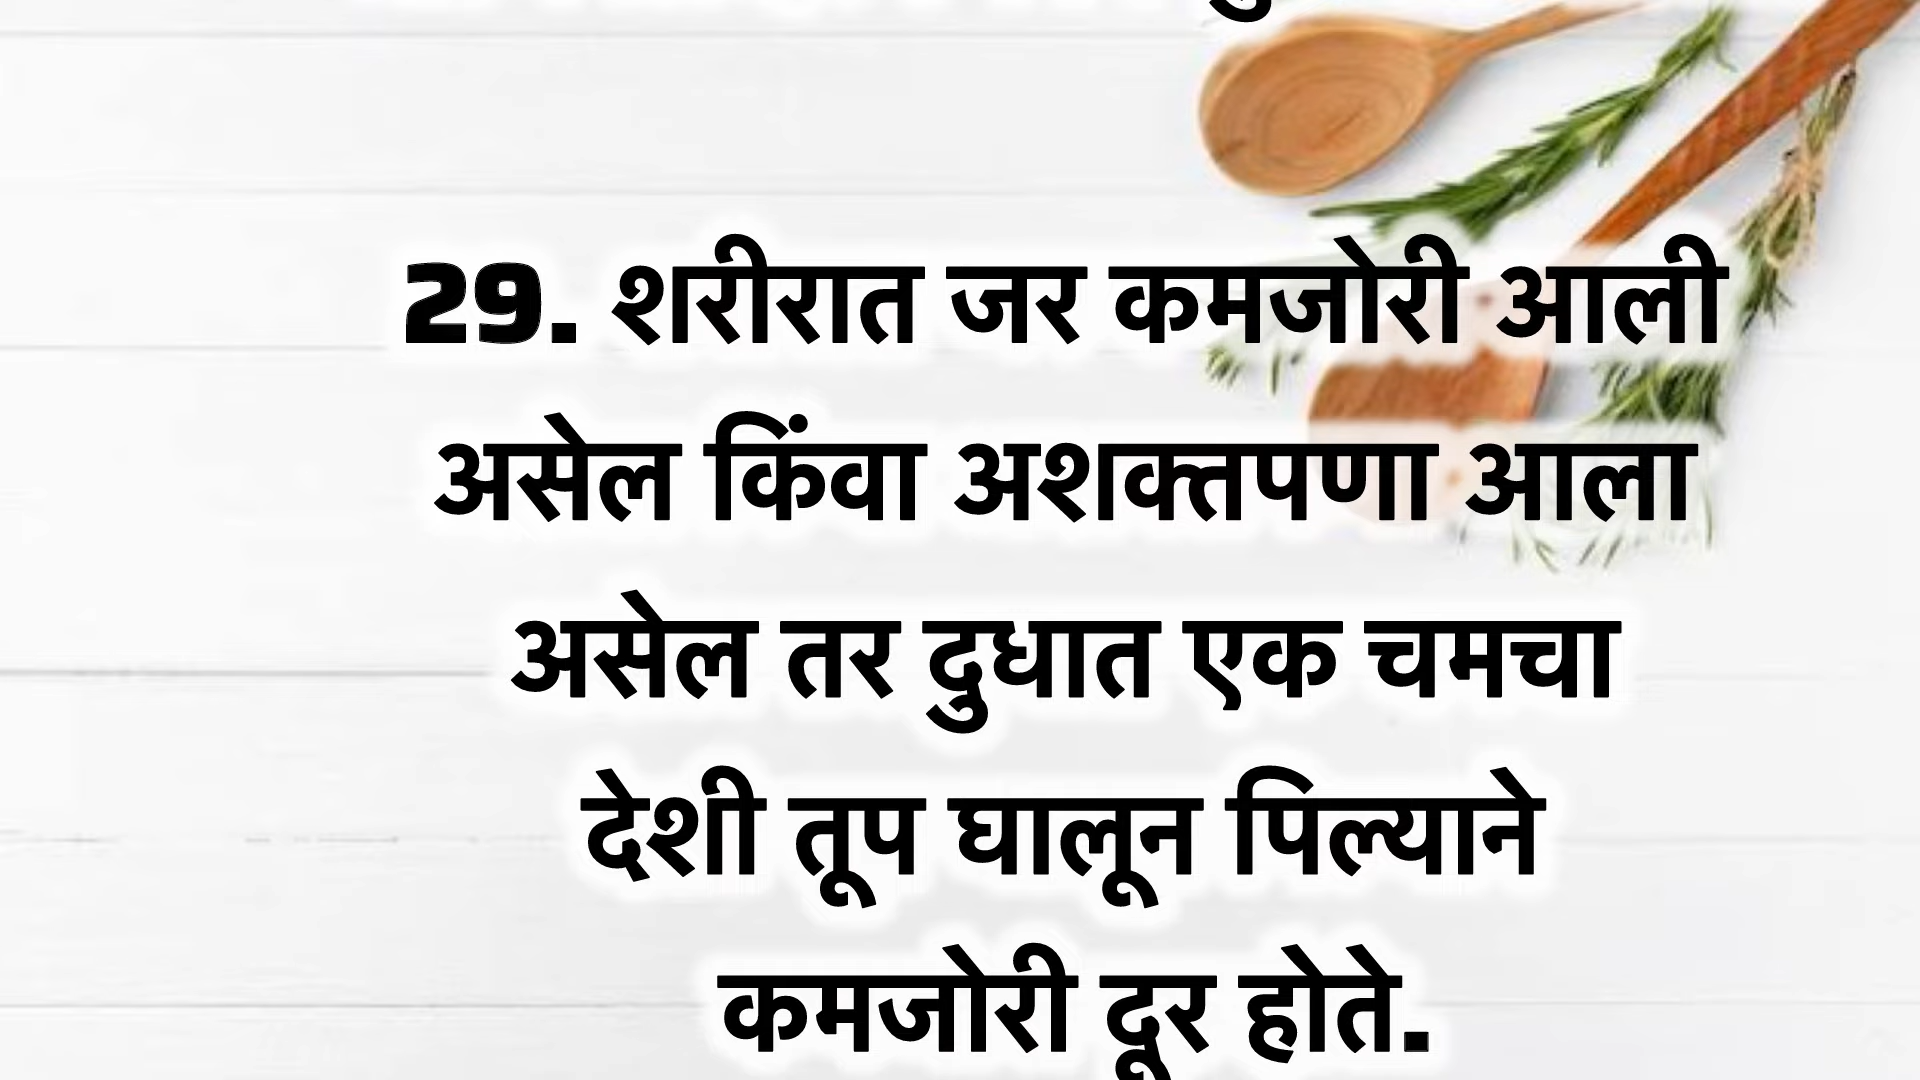 29. शरीरात जर कमजोरी आली
असेल किंवा अशक्तपणा आला
असेल तर दुधात एक चमचा
देशी तूप घालून पिल्याने
कमजोरी दूर होते.